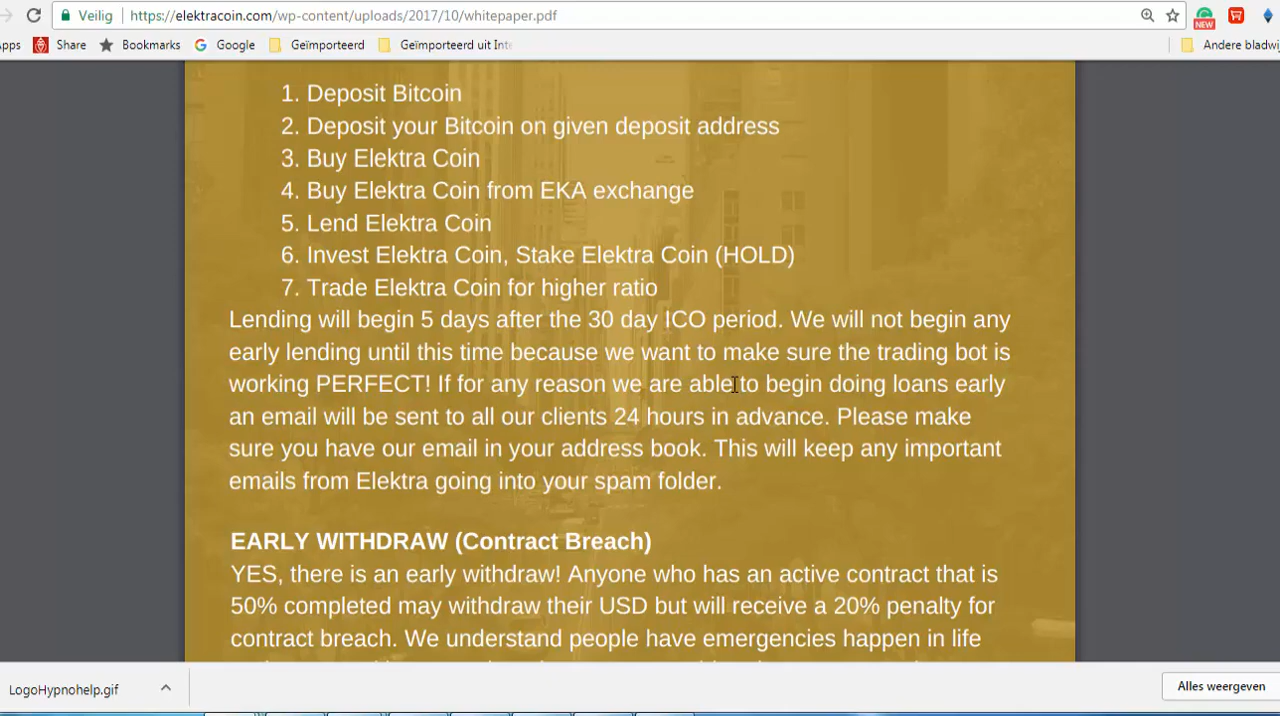 Veilig
https://elektracoin.com/wp-content/uploads/2017/10/whitepaper.pdf
NEW
Apps
Share
Bookmarks
Google
Geïmporteerd
Geïmporteerd uit
Andere
1. Deposit Bitcoin
2. Deposit your Bitcoin on given deposit address
3. Buy Elektra Coin
4. Buy Elektra Coin from EKA exchange
5. Lend Elektra Coin
6. Invest Elektra Coin, Stake Elektra Coin (HOLD)
7. Trade Elektra Coin for higher ratio
Lending will begin 5 days after the 30 day ICO period. We will not begin any
early lending until this time because we want to make sure the trading bot is
working PERFECT! If for any reason we are able to begin doing loans early
an email will be sent to all our clients 24 hours in advance. Please make
sure you have our email in your address book. This will keep any important
emails from Elektra going into your spam folder.
EARLY WITHDRAW (Contract Breach)
YES, there is an early withdraw! Anyone who has an active contract that is
50% completed may withdraw their USD but will receive a 20% penalty for
contract breach. We understand people have emergencies happen in life
LogoHypnohelp.gif
Alles weergeven